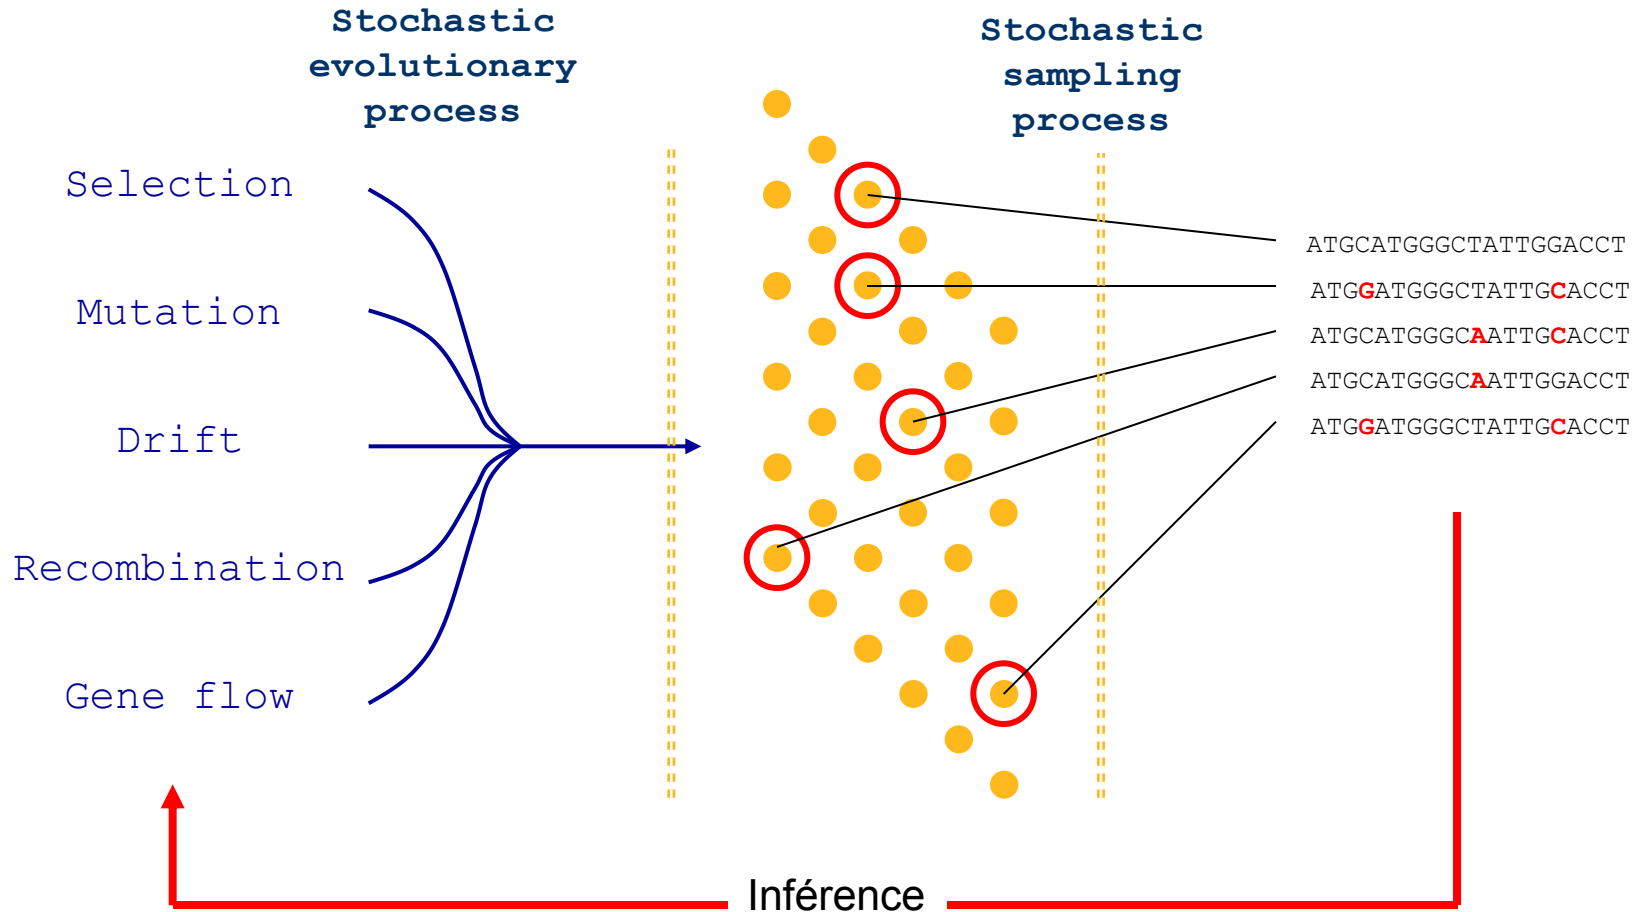 Stochastic
evolutionary
process
Stochastic
sampling
process
Selection
Mutation
Drift
Recombination
Gene flow
ATGCATGGGCTATTGGACCT
ATGGATGGGCTATTGCACCT
ATGCATGGGCAATTGCACCT
ATGCATGGGCAATTGGACCT
ATGGATGGGCTATTGCACCT
Inférence